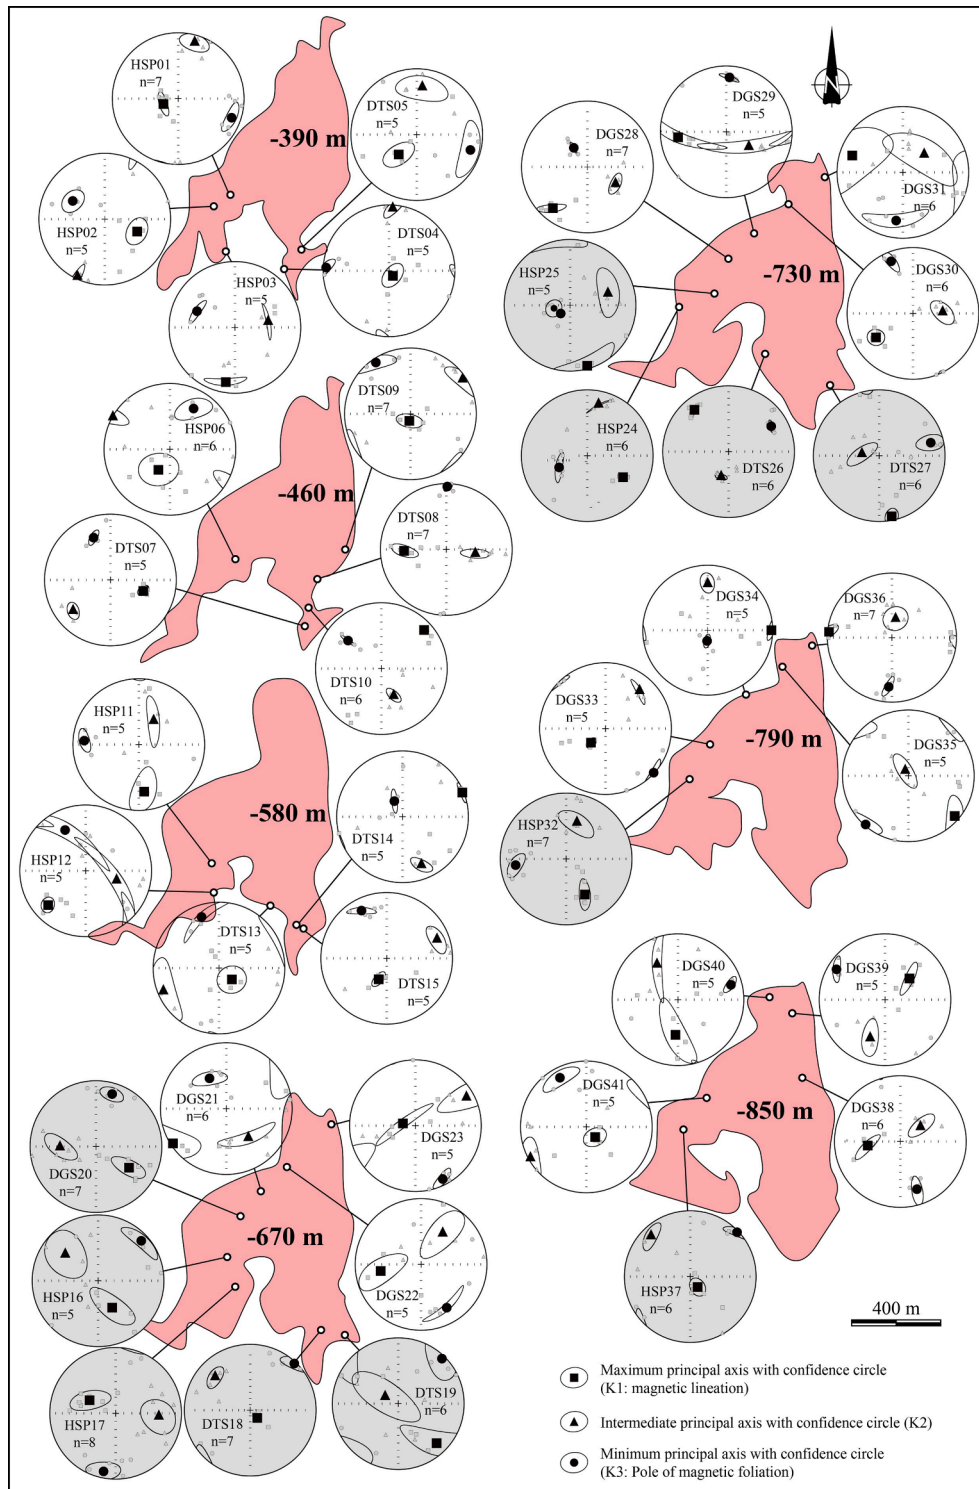 -390 m
HSP01
n=7
DTS05
n=5
HSP02
n=5
HSP03
n=5
DTS04
n=5
-460 m
HSP06
n=6
DTS09
n=7
DTS07
n=5
DTS08
n=7
DTS10
n=6
-580 m
HSP11
n=5
HSP12
n=5
DTS13
n=5
DTS14
n=5
DTS15
n=5
-670 m
DGS20
n=7
DGS21
n=6
DGS23
n=5
HSP16
n=5
DGS22
n=5
HSP17
n=8
DTS18
n=7
DTS19
n=6
N
-730 m
DGS28
n=7
DGS29
n=5
DGS31
n=6
HSP25
n=5
DGS30
n=6
HSP24
n=6
DTS26
n=6
DTS27
n=6
-790 m
DGS34
n=5
DGS36
n=7
DGS33
n=5
DGS35
n=5
HSP32
n=7
-850 m
DGS40
n=5
DGS39
n=5
DGS41
n=5
DGS38
n=6
HSP37
n=6
400 m
Maximum principal axis with confidence circle
(K1: magnetic lineation)
Intermediate principal axis with confidence circle (K2)
Minimum principal axis with confidence circle
(K3: Pole of magnetic foliation)